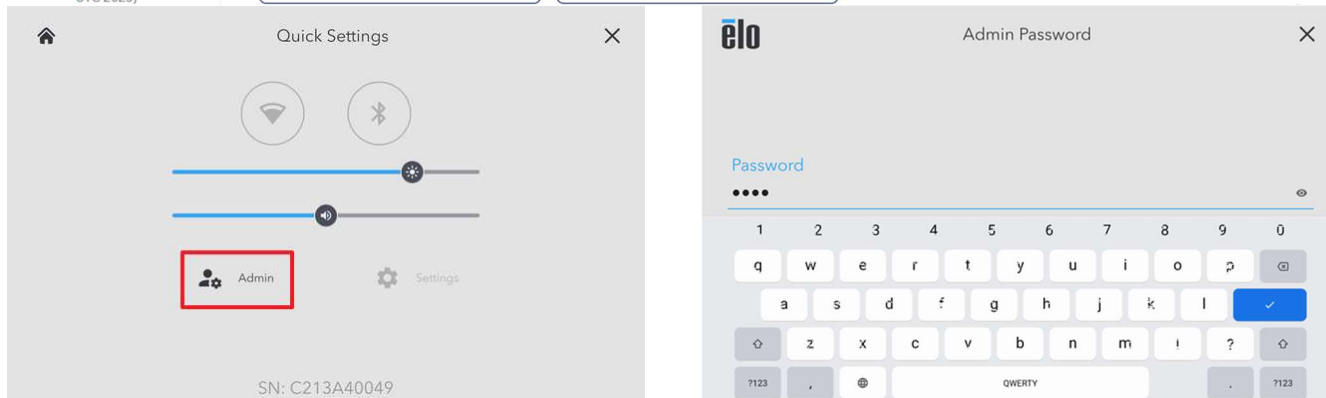 Quick Settings
Admin
Settings
SN: C213A40049
elo
Admin Password
Password
1 2 3 4 5 6 7 8 9 0
q w e r t y u i o p
a s d f g h j k l
z x c v b n m ! ?
?123 , QWERTY . ?123